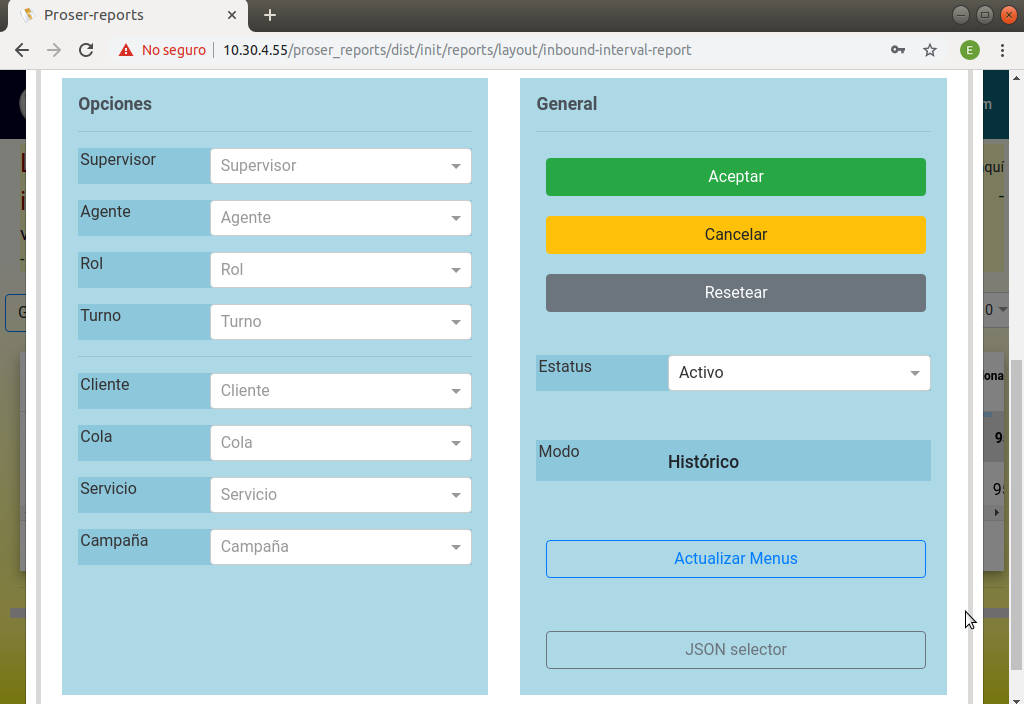 Proser-reports
No seguro
10.30.4.55/proser_reports/dist/init/reports/layout/inbound-interval-report
E
Opciones
Supervisor
Supervisor
Agente
Agente
Rol
Rol
Turno
Turno
Cliente
Cliente
Cola
Cola
Servicio
Servicio
Campaña
Campaña
General
Aceptar
Cancelar
Resetear
Estatus
Activo
Modo
Histórico
Actualizar Menus
JSON selector